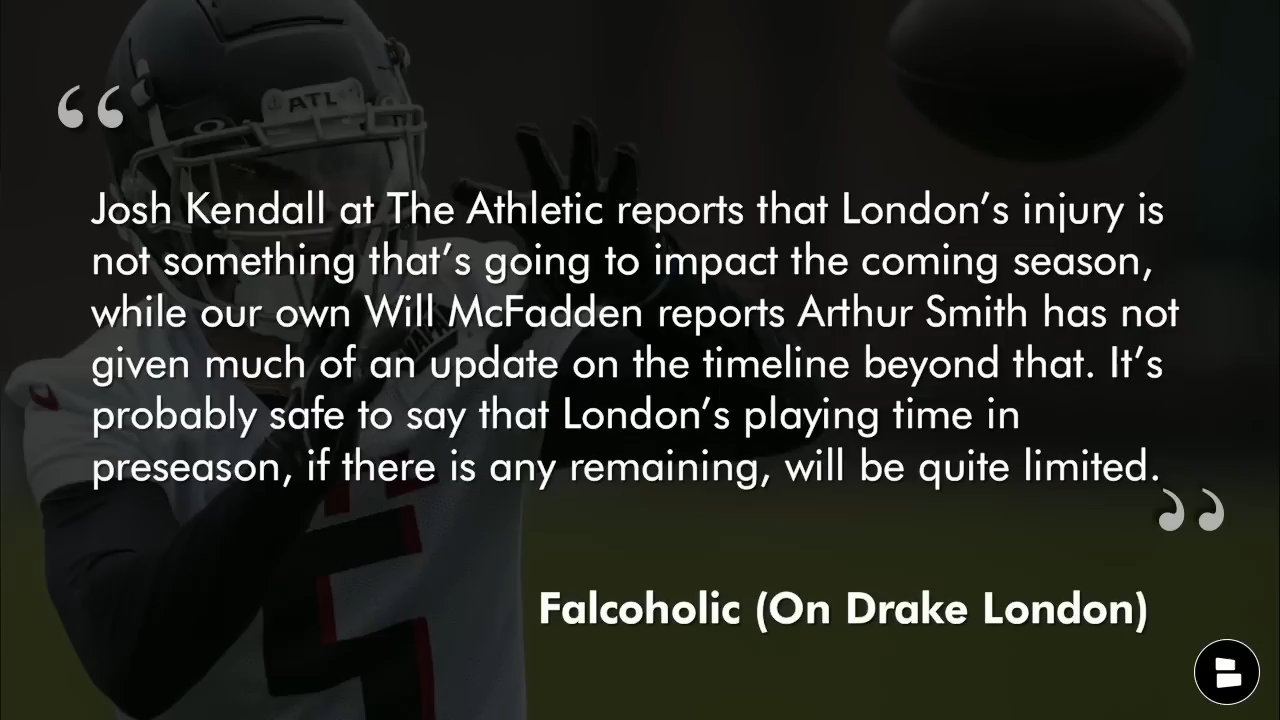 ATL
“
Josh Kendall at The Athletic reports that London’s injury is
not something that’s going to impact the coming season,
while our own Will McFadden reports Arthur Smith has not
given much of an update on the timeline beyond that. It’s
probably safe to say that London’s playing time in
preseason, if there is any remaining, will be quite limited.
”
Falcoholic (On Drake London)
5